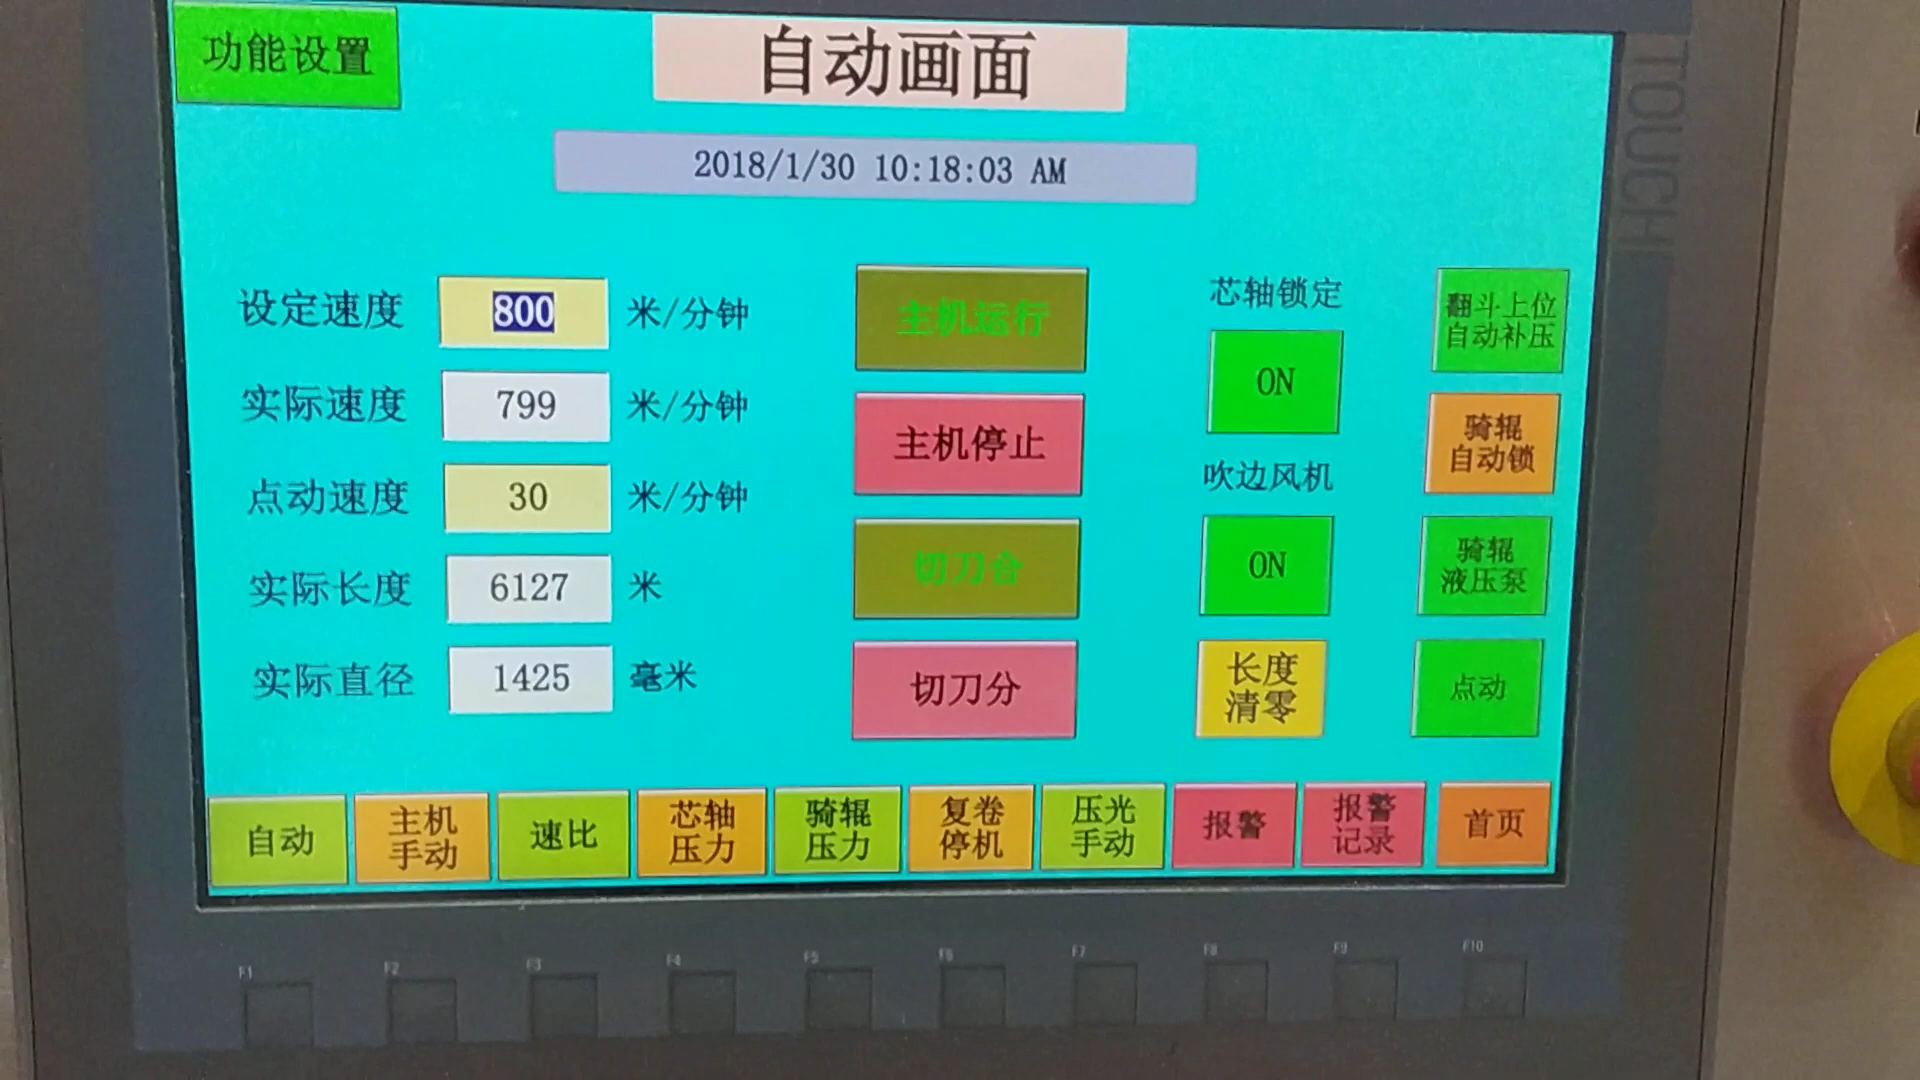 功能设置
自动画面
2018/1/30 10:18:03 AM
设定速度 800 米/分钟
实际速度 799 米/分钟
点动速度 30 米/分钟
实际长度 6127 米
实际直径 1425 毫米
主机运行
主机停止
切刀合
切刀分
芯轴锁定
ON
吹边风机
ON
长度
清零
翻斗上位
自动补压
骑辊
自动锁
骑辊
液压泵
点动
自动
主机
手动
速比
芯轴
压力
骑辊
压力
复卷
停机
压光
手动
报警
报警
记录
首页
TOUCH
F1 F2 F3 F4 F5 F6 F7 F8 F9 F10